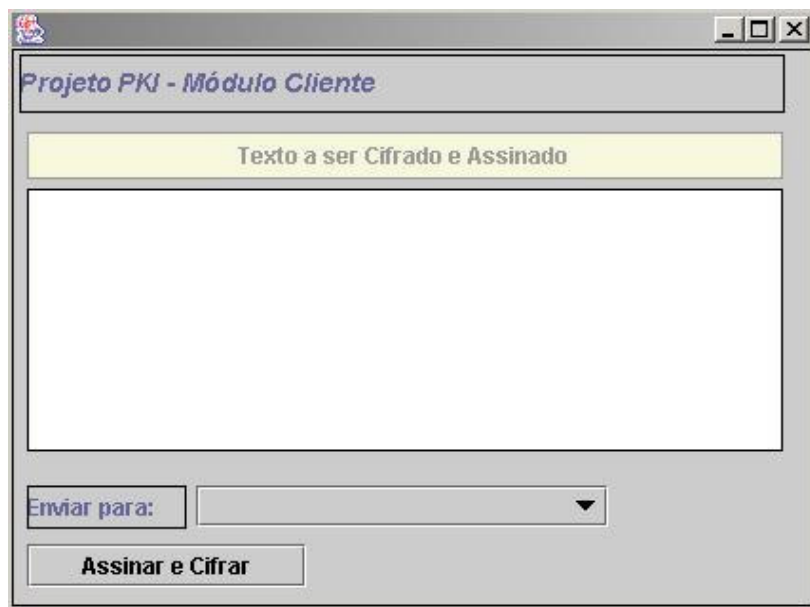 Projeto PKI - Módulo Cliente
Texto a ser Cifrado e Assinado
Enviar para:
Assinar e Cifrar